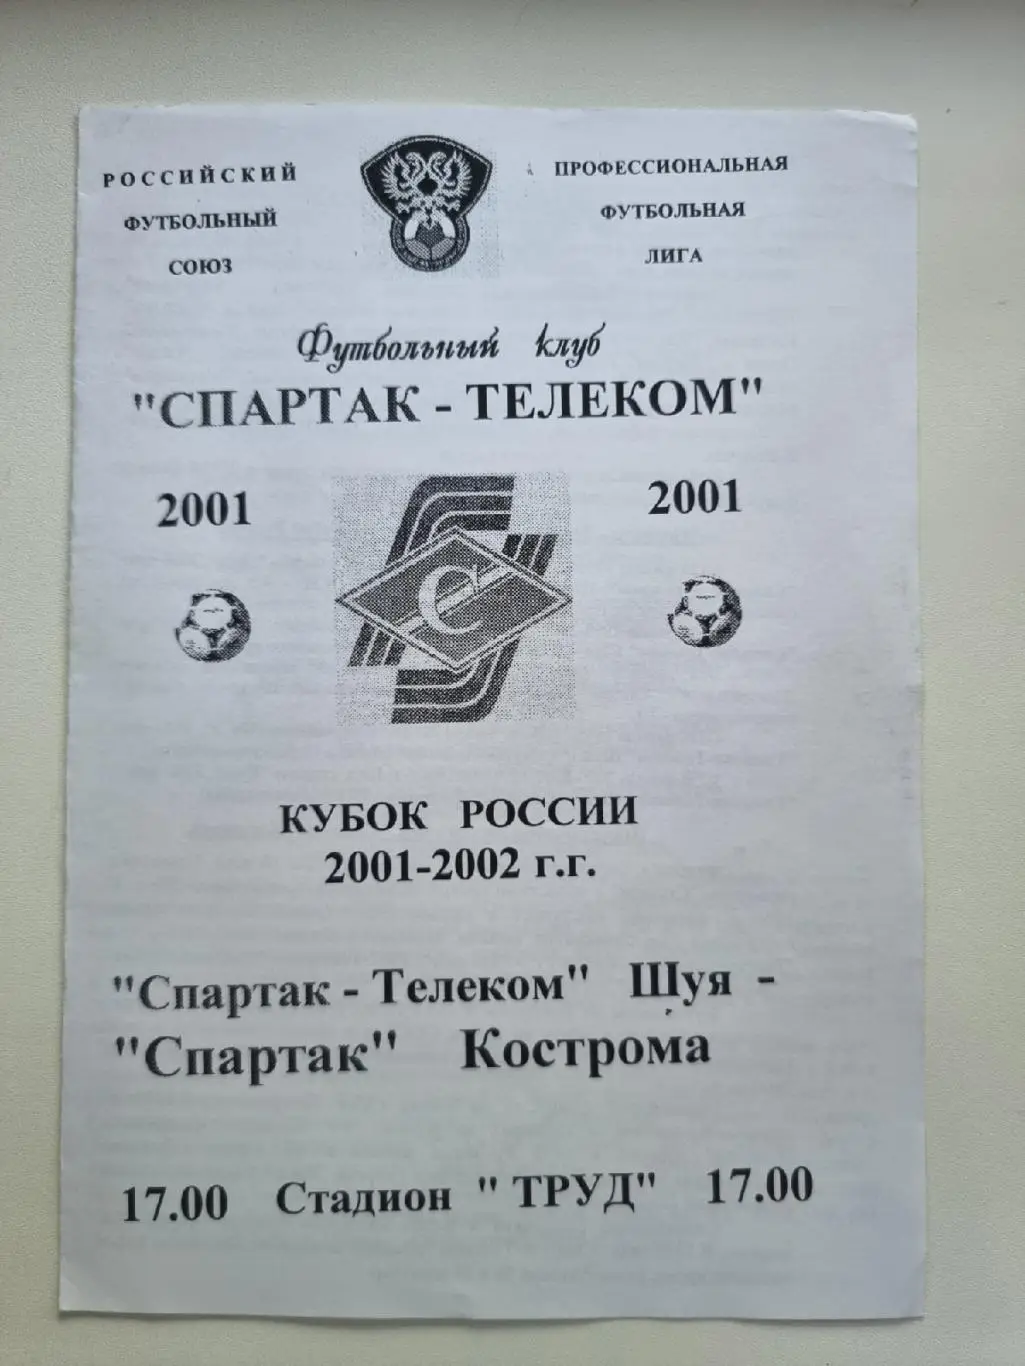 РОССИЙСКИЙ
ФУТБОЛЬНЫЙ
СОЮЗ
ПРОФЕССИОНАЛЬНАЯ
ФУТБОЛЬНАЯ
ЛИГА
Футбольный клуб
"СПАРТАК - ТЕЛЕКОМ"
2001 2001
С
КУБОК РОССИИ
2001-2002 г.г.
"Спартак - Телеком" Шуя -
"Спартак" Кострома
17.00 Стадион " ТРУД" 17.00